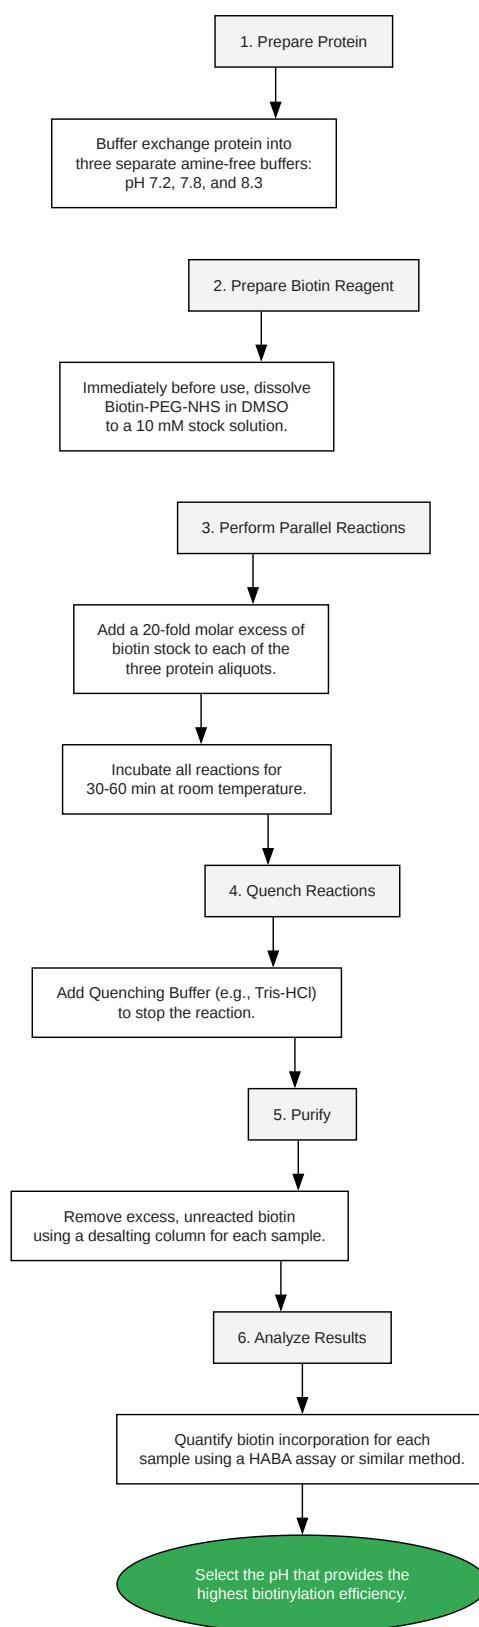 1. Prepare Protein
Buffer exchange protein into
three separate amine-free buffers:
pH 7.2, 7.8, and 8.3
2. Prepare Biotin Reagent
Immediately before use, dissolve
Biotin-PEG-NHS in DMSO
to a 10 mM stock solution.
3. Perform Parallel Reactions
Add a 20-fold molar excess of
biotin stock to each of the
three protein aliquots.
Incubate all reactions for
30-60 min at room temperature.
4. Quench Reactions
Add Quenching Buffer (e.g., Tris-HCl)
to stop the reaction.
5. Purify
Remove excess, unreacted biotin
using a desalting column for each sample.
6. Analyze Results
Quantify biotin incorporation for each
sample using a HABA assay or similar method.
Select the pH that provides the
highest biotinylation efficiency.